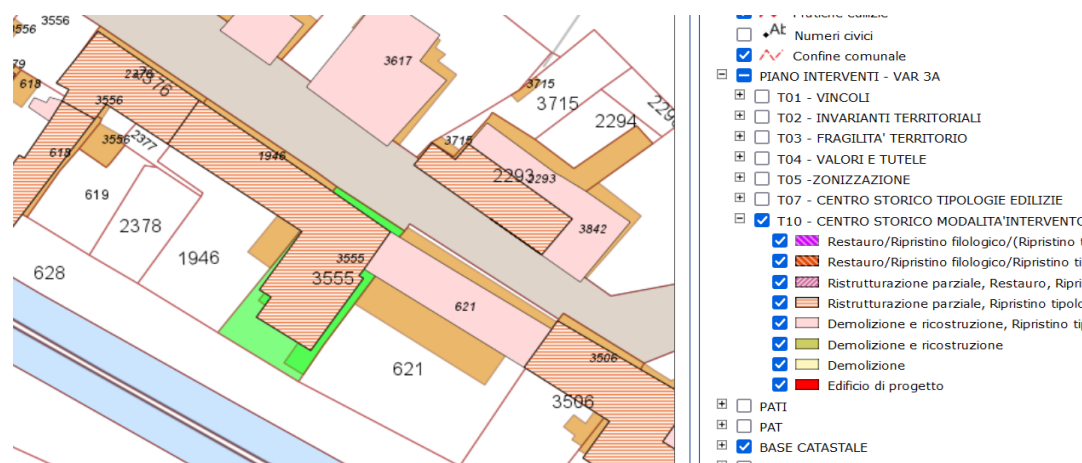 3556
556
79
618
2376
2376
3556
3556
2377
618
619
2378
1946
1946
628
3617
3715
3715
2294
3715
2293
2293
3842
3555
3555
621
621
3506
3506
Numeri civici
Confine comunale
PIANO INTERVENTI - VAR 3A
T01 - VINCOLI
T02 - INVARIANTI TERRITORIALI
T03 - FRAGILITA' TERRITORIO
T04 - VALORI E TUTELE
T05 -ZONIZZAZIONE
T07 - CENTRO STORICO TIPOLOGIE EDILIZIE
T10 - CENTRO STORICO MODALITA'INTERVENTO
Restauro/Ripristino filologico/(Ripristino
Restauro/Ripristino filologico/Ripristino
Ristrutturazione parziale, Restauro, Ripri
Ristrutturazione parziale, Ripristino tipolo
Demolizione e ricostruzione, Ripristino
Demolizione e ricostruzione
Demolizione
Edificio di progetto
PATI
PAT
BASE CATASTALE